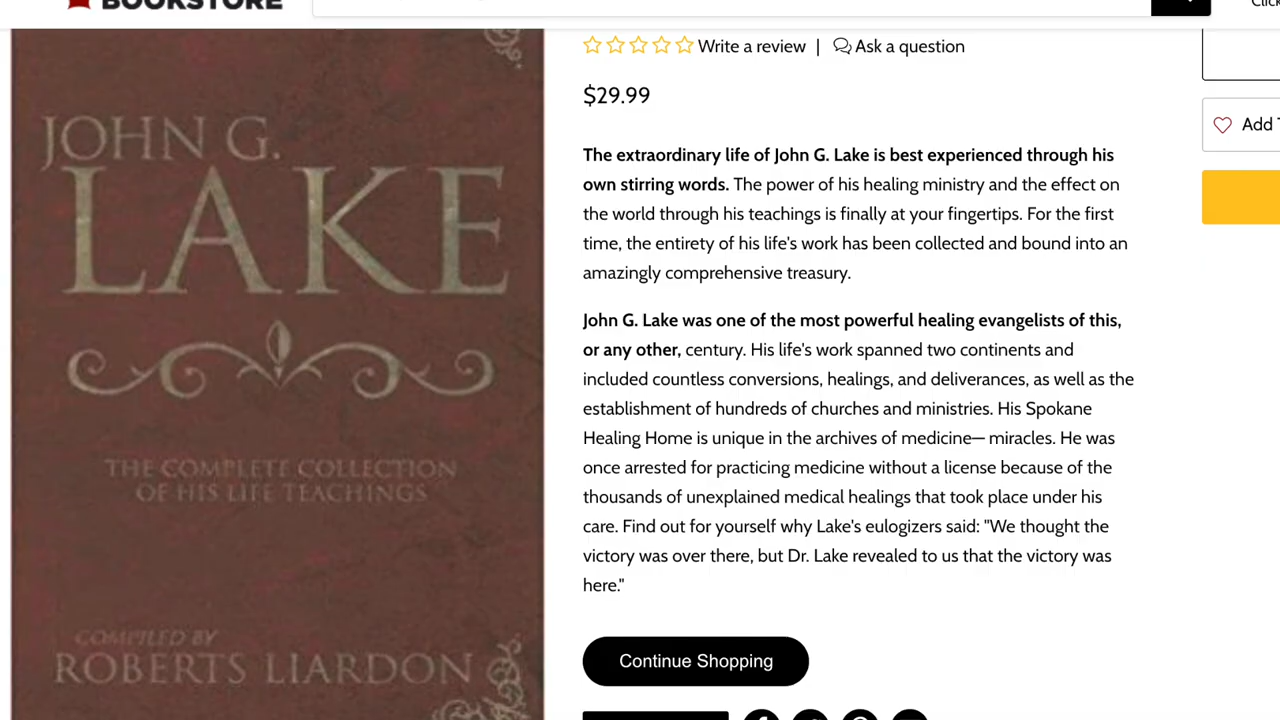 BOOKSTORE
Click
Write a review | Ask a question
$29.99
Add
JOHN G.
LAKE
THE COMPLETE COLLECTION
OF HIS LIFE TEACHINGS
COMPILED BY
ROBERTS LIARDON
The extraordinary life of John G. Lake is best experienced through his
own stirring words. The power of his healing ministry and the effect on
the world through his teachings is finally at your fingertips. For the first
time, the entirety of his life's work has been collected and bound into an
amazingly comprehensive treasury.
John G. Lake was one of the most powerful healing evangelists of this,
or any other, century. His life's work spanned two continents and
included countless conversions, healings, and deliverances, as well as the
establishment of hundreds of churches and ministries. His Spokane
Healing Home is unique in the archives of medicine— miracles. He was
once arrested for practicing medicine without a license because of the
thousands of unexplained medical healings that took place under his
care. Find out for yourself why Lake's eulogizers said: "We thought the
victory was over there, but Dr. Lake revealed to us that the victory was
here."
Continue Shopping